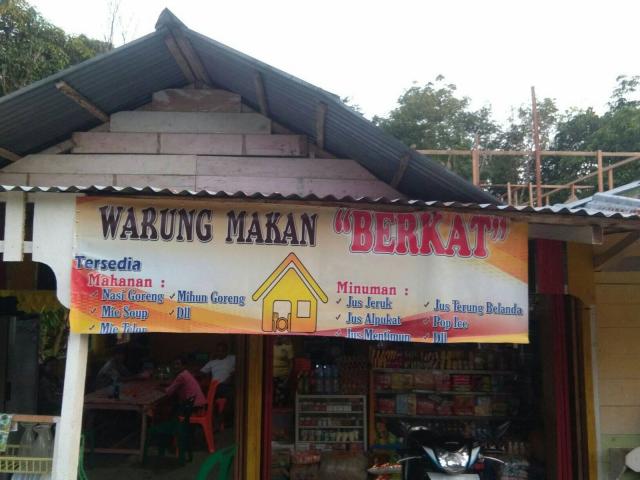 WARUNG MAKAN "BERKAT"
Tersedia
Mahanan :
Nasi Goreng
Mie Soup
Mie Telor
Mihun Goreng
Dll
Minuman :
Jus Jeruk
Jus Alpukat
Jus Mentimun
Jus Terung Belanda
Pop Ice
Dll